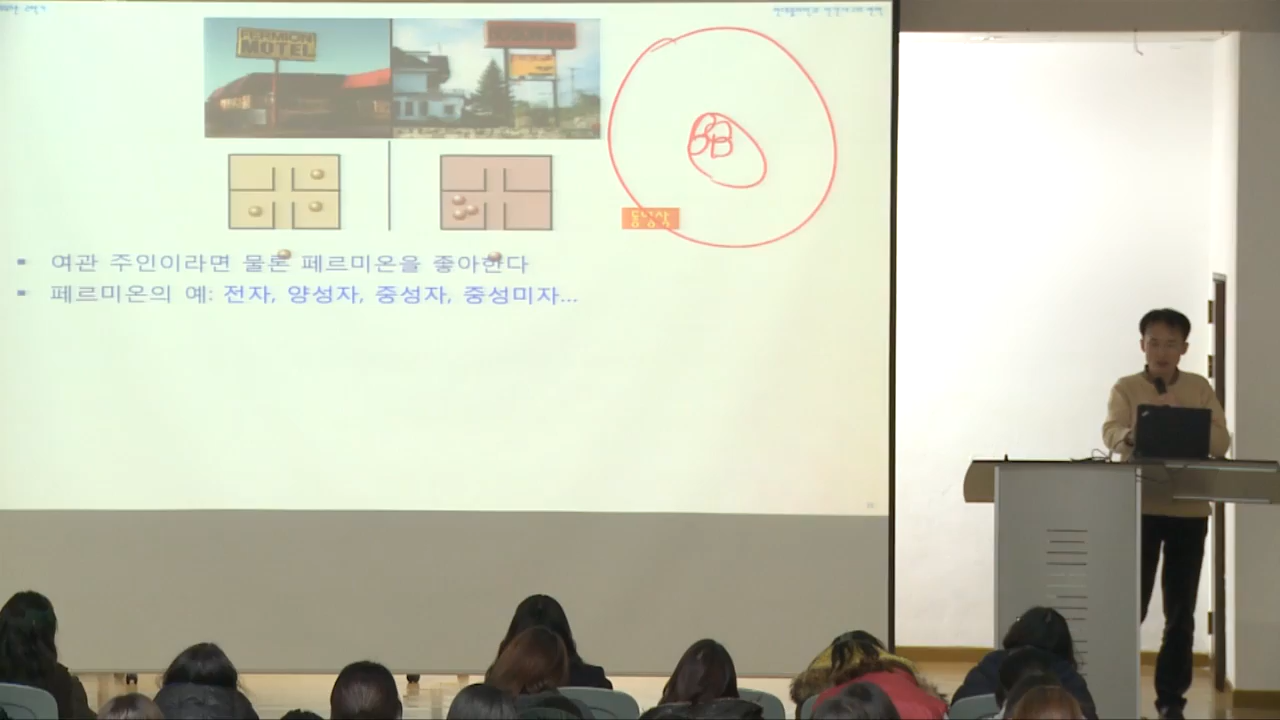 FERMION
MOTEL
동영상
여관 주인이라면 물론 페르미온을 좋아한다
페르미온의 예: 전자, 양성자, 중성자, 중성미자...